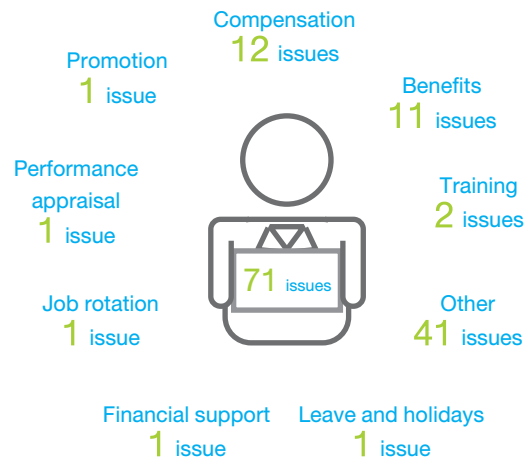 Compensation
12 issues
Promotion
1 issue
Benefits
11 issues
Performance
appraisal
1 issue
Training
2 issues
71 issues
Job rotation
1 issue
Other
41 issues
Financial support
1 issue
Leave and holidays
1 issue